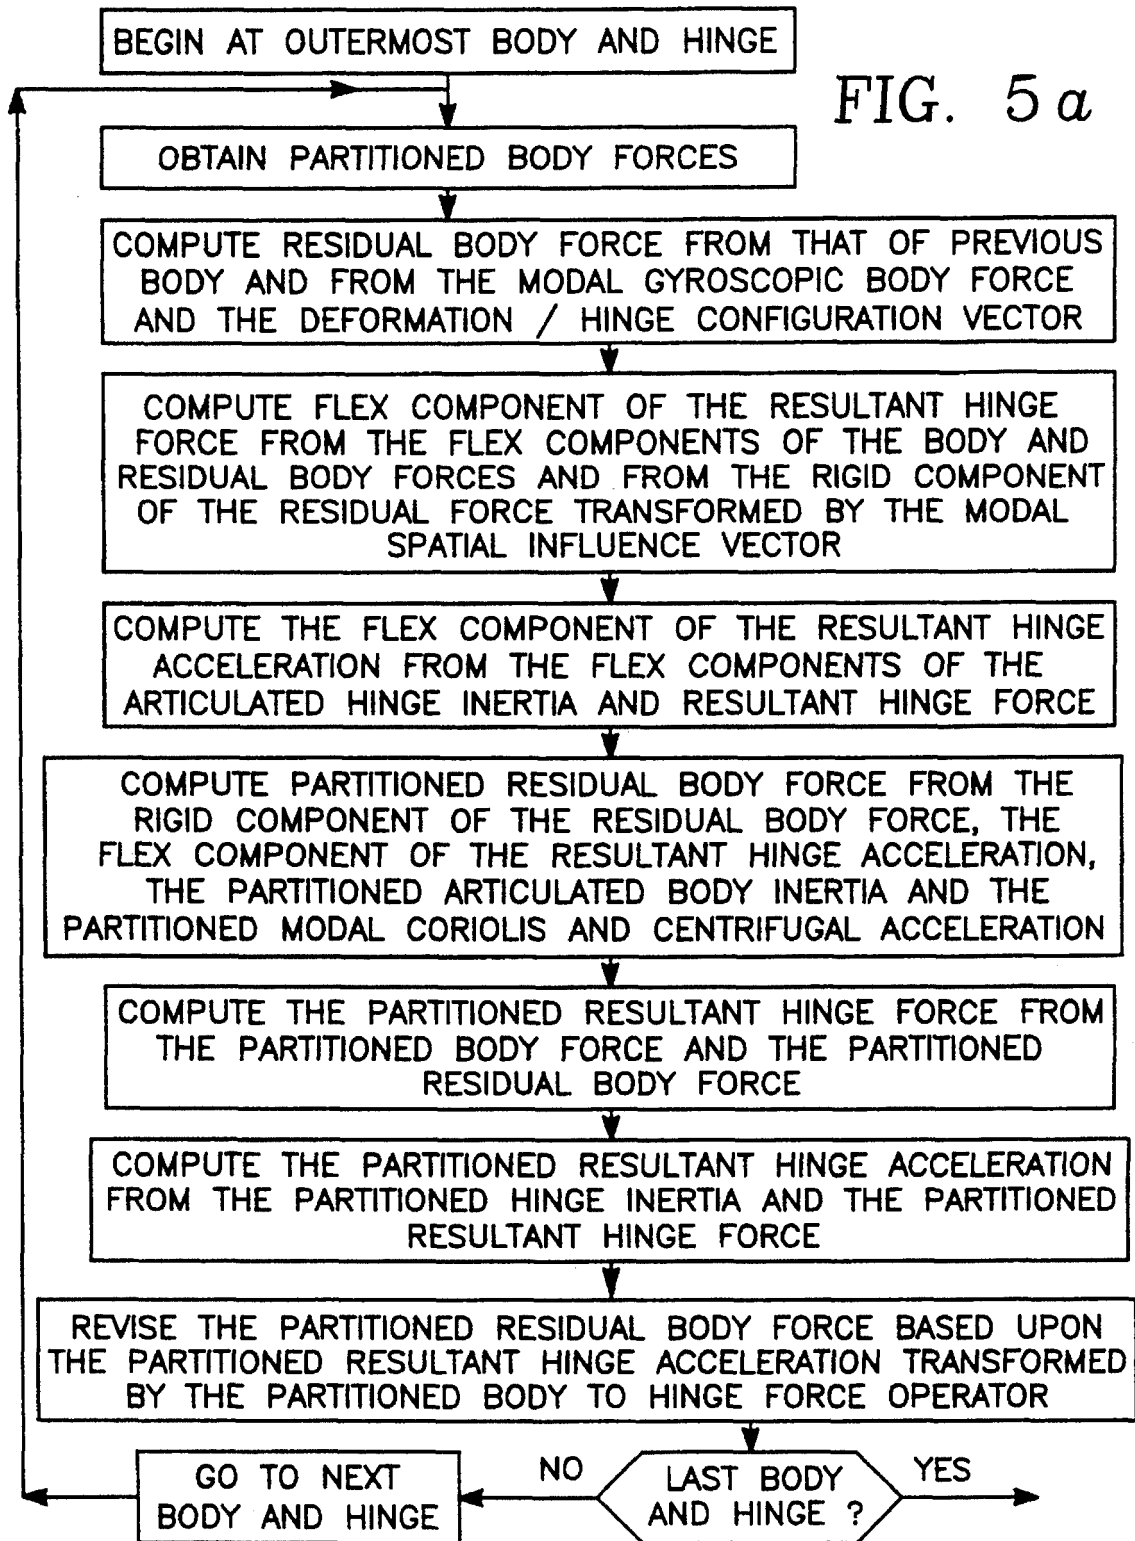 BEGIN AT OUTERMOST BODY AND HINGE
FIG. 5a
OBTAIN PARTITIONED BODY FORCES
COMPUTE RESIDUAL BODY FORCE FROM THAT OF PREVIOUS
BODY AND FROM THE MODAL GYROSCOPIC BODY FORCE
AND THE DEFORMATION / HINGE CONFIGURATION VECTOR
COMPUTE FLEX COMPONENT OF THE RESULTANT HINGE
FORCE FROM THE FLEX COMPONENTS OF THE BODY AND
RESIDUAL BODY FORCES AND FROM THE RIGID COMPONENT
OF THE RESIDUAL FORCE TRANSFORMED BY THE MODAL
SPATIAL INFLUENCE VECTOR
COMPUTE THE FLEX COMPONENT OF THE RESULTANT HINGE
ACCELERATION FROM THE FLEX COMPONENTS OF THE
ARTICULATED HINGE INERTIA AND RESULTANT HINGE FORCE
COMPUTE PARTITIONED RESIDUAL BODY FORCE FROM THE
RIGID COMPONENT OF THE RESIDUAL BODY FORCE, THE
FLEX COMPONENT OF THE RESULTANT HINGE ACCELERATION,
THE PARTITIONED ARTICULATED BODY INERTIA AND THE
PARTITIONED MODAL CORIOLIS AND CENTRIFUGAL ACCELERATION
COMPUTE THE PARTITIONED RESULTANT HINGE FORCE FROM
THE PARTITIONED BODY FORCE AND THE PARTITIONED
RESIDUAL BODY FORCE
COMPUTE THE PARTITIONED RESULTANT HINGE ACCELERATION
FROM THE PARTITIONED HINGE INERTIA AND THE PARTITIONED
RESULTANT HINGE FORCE
REVISE THE PARTITIONED RESIDUAL BODY FORCE BASED UPON
THE PARTITIONED RESULTANT HINGE ACCELERATION TRANSFORMED
BY THE PARTITIONED BODY TO HINGE FORCE OPERATOR
GO TO NEXT
BODY AND HINGE
NO
LAST BODY
AND HINGE ?
YES